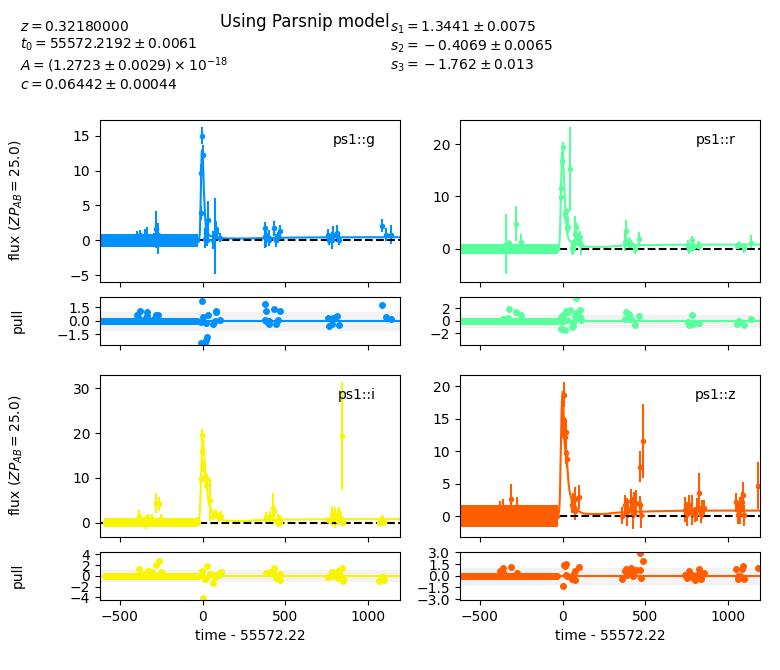 Using Parsnip model
z = 0.32180000
t₀ = 55572.2192 ± 0.0061
A = (1.2723 ± 0.0029) × 10⁻¹⁸
c = 0.06442 ± 0.00044
s₁ = 1.3441 ± 0.0075
s₂ = −0.4069 ± 0.0065
s₃ = −1.762 ± 0.013
flux (ZP_AB = 25.0)
15
10
5
0
−5
ps1::g
20
10
0
ps1::r
pull
1.5
0.0
−1.5
2
0
−2
flux (ZP_AB = 25.0)
30
20
10
0
ps1::i
20
15
10
5
0
ps1::z
pull
4
2
0
−2
−4
3.0
1.5
0.0
−1.5
−3.0
−500 0 500 1000
−500 0 500 1000
time - 55572.22
time - 55572.22